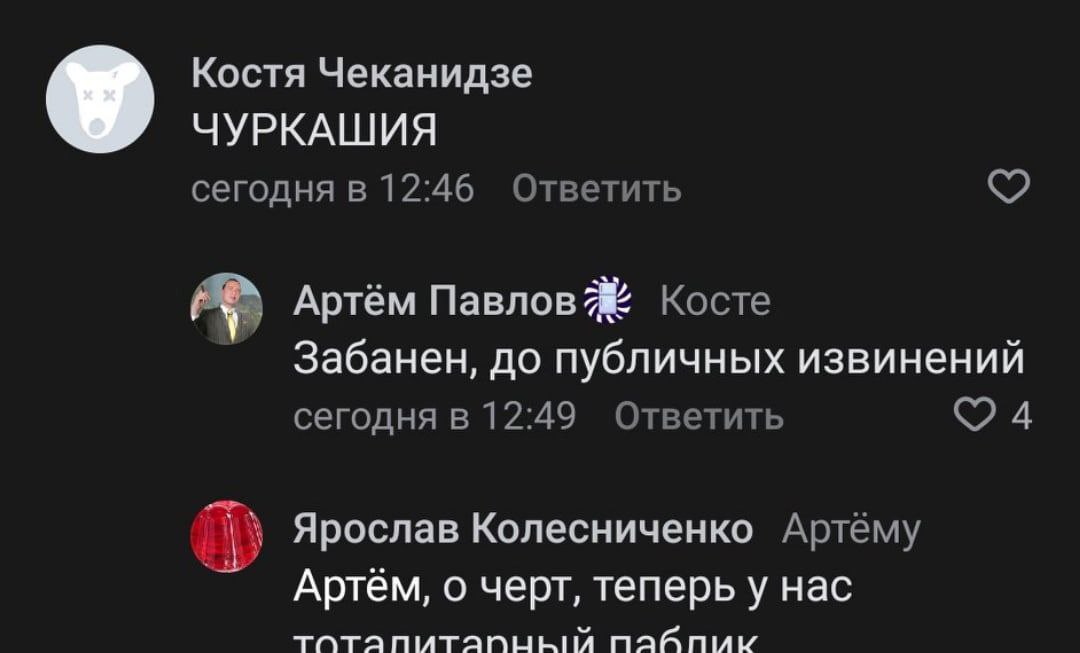 Костя Чеканидзе
ЧУРКАШИЯ
сегодня в 12:46 Ответить
Артём Павлов Косте
Забанен, до публичных извинений
сегодня в 12:49 Ответить 4
Ярослав Колесниченко Артёму
Артём, о черт, теперь у нас
тоталитарный паблик